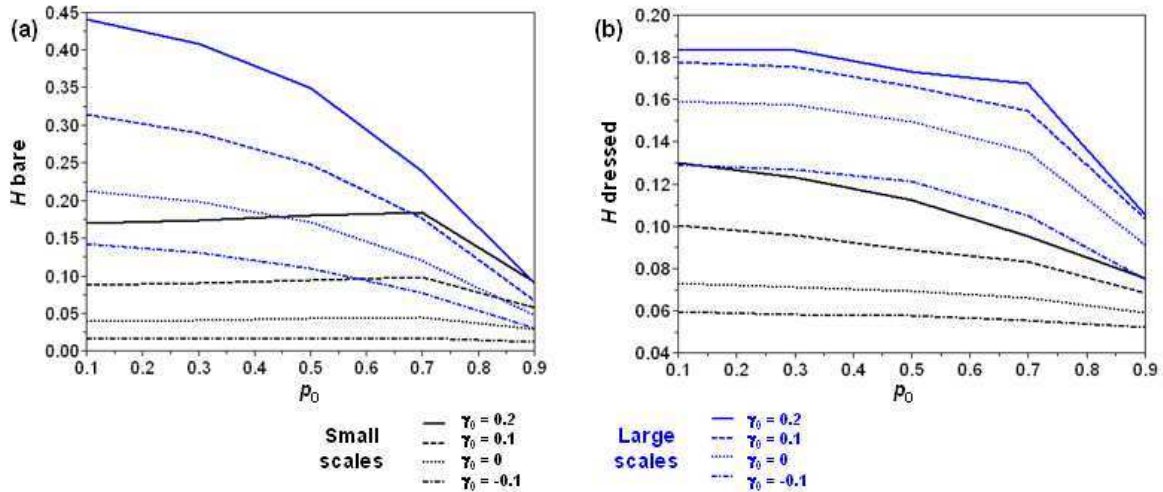 (a)
H bare
0.45
0.40
0.35
0.30
0.25
0.20
0.15
0.10
0.05
0.00
0.1 0.2 0.3 0.4 0.5 0.6 0.7 0.8 0.9
p₀
(b)
H dressed
0.20
0.18
0.16
0.14
0.12
0.10
0.08
0.06
0.04
0.1 0.2 0.3 0.4 0.5 0.6 0.7 0.8 0.9
p₀
Small
scales
γ₀ = 0.2
γ₀ = 0.1
γ₀ = 0
γ₀ = -0.1
Large
scales
γ₀ = 0.2
γ₀ = 0.1
γ₀ = 0
γ₀ = -0.1